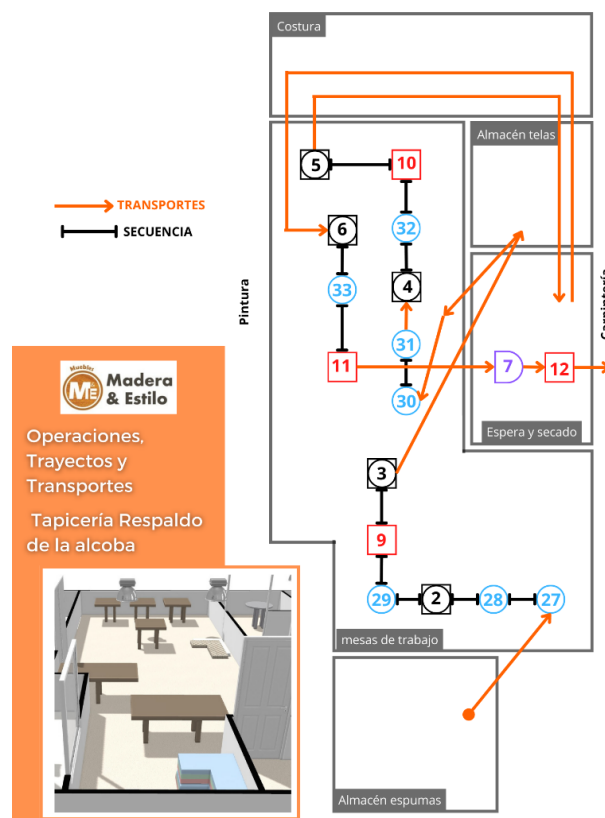 Costura
Almacén telas
5
10
TRANSPORTES
SECUENCIA
6
32
4
33
Pintura
Carpintería
31
11
7
12
30
Muebles
M&E
Madera
& Estilo
Espera y secado
Operaciones,
Trayectos y
Transportes
Tapicería Respaldo
de la alcoba
3
9
29
2
28
27
mesas de trabajo
Almacén espumas